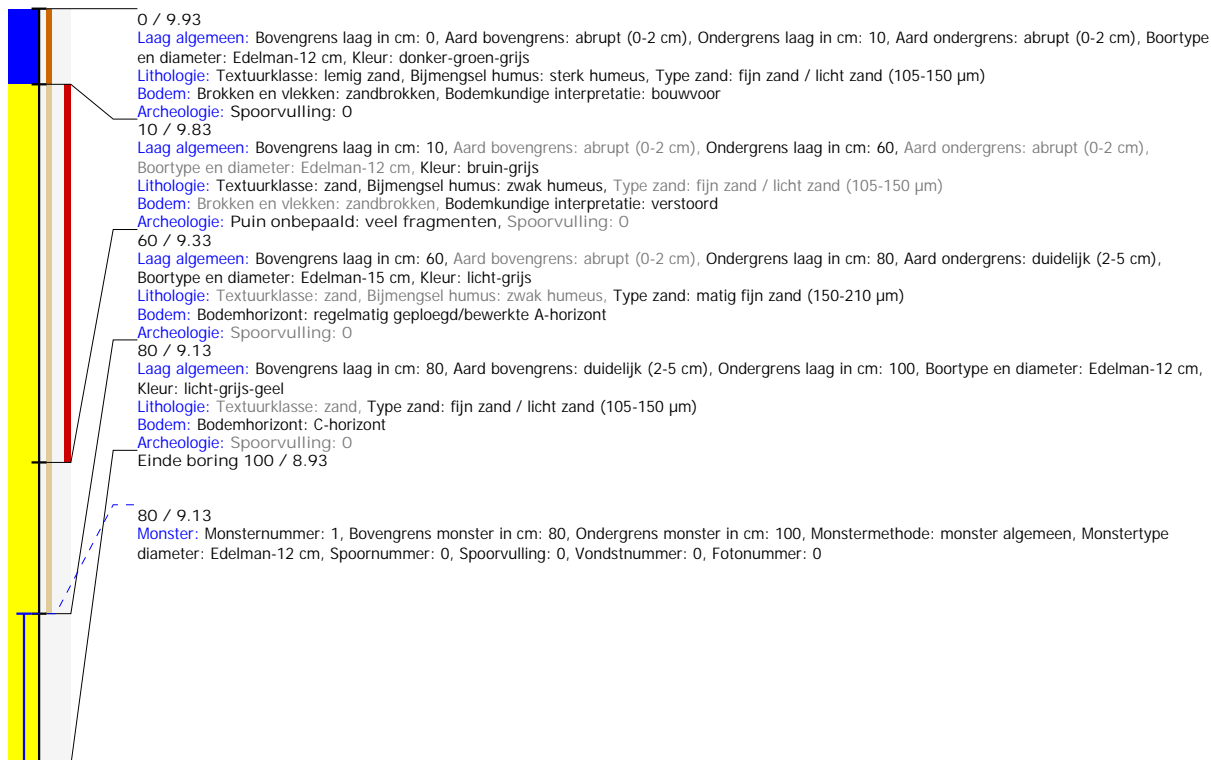 0 / 9.93
Laag algemeen: Bovengrens laag in cm: 0, Aard bovengrens: abrupt (0-2 cm), Ondergrens laag in cm: 10, Aard ondergrens: abrupt (0-2 cm), Boortype
en diameter: Edelman-12 cm, Kleur: donker-groen-grijs
Lithologie: Textuurklasse: lemig zand, Bijmengsel humus: sterk humeus, Type zand: fijn zand / licht zand (105-150 µm)
Bodem: Brokken en vlekken: zandbrokken, Bodemkundige interpretatie: bouwvoor
Archeologie: Spoorvulling: 0
10 / 9.83
Laag algemeen: Bovengrens laag in cm: 10, Aard bovengrens: abrupt (0-2 cm), Ondergrens laag in cm: 60, Aard ondergrens: abrupt (0-2 cm),
Boortype en diameter: Edelman-12 cm, Kleur: bruin-grijs
Lithologie: Textuurklasse: zand, Bijmengsel humus: zwak humeus, Type zand: fijn zand / licht zand (105-150 µm)
Bodem: Brokken en vlekken: zandbrokken, Bodemkundige interpretatie: verstoord
Archeologie: Puin onbepaald: veel fragmenten, Spoorvulling: 0
60 / 9.33
Laag algemeen: Bovengrens laag in cm: 60, Aard bovengrens: abrupt (0-2 cm), Ondergrens laag in cm: 80, Aard ondergrens: duidelijk (2-5 cm),
Boortype en diameter: Edelman-15 cm, Kleur: licht-grijs
Lithologie: Textuurklasse: zand, Bijmengsel humus: zwak humeus, Type zand: matig fijn zand (150-210 µm)
Bodem: Bodemhorizont: regelmatig geploegd/bewerkte A-horizont
Archeologie: Spoorvulling: 0
80 / 9.13
Laag algemeen: Bovengrens laag in cm: 80, Aard bovengrens: duidelijk (2-5 cm), Ondergrens laag in cm: 100, Boortype en diameter: Edelman-12 cm,
Kleur: licht-grijs-geel
Lithologie: Textuurklasse: zand, Type zand: fijn zand / licht zand (105-150 µm)
Bodem: Bodemhorizont: C-horizont
Archeologie: Spoorvulling: 0
Einde boring 100 / 8.93
80 / 9.13
Monster: Monsternummer: 1, Bovengrens monster in cm: 80, Ondergrens monster in cm: 100, Monstermethode: monster algemeen, Monstertype
diameter: Edelman-12 cm, Spoornummer: 0, Spoorvulling: 0, Vondstnummer: 0, Fotonummer: 0